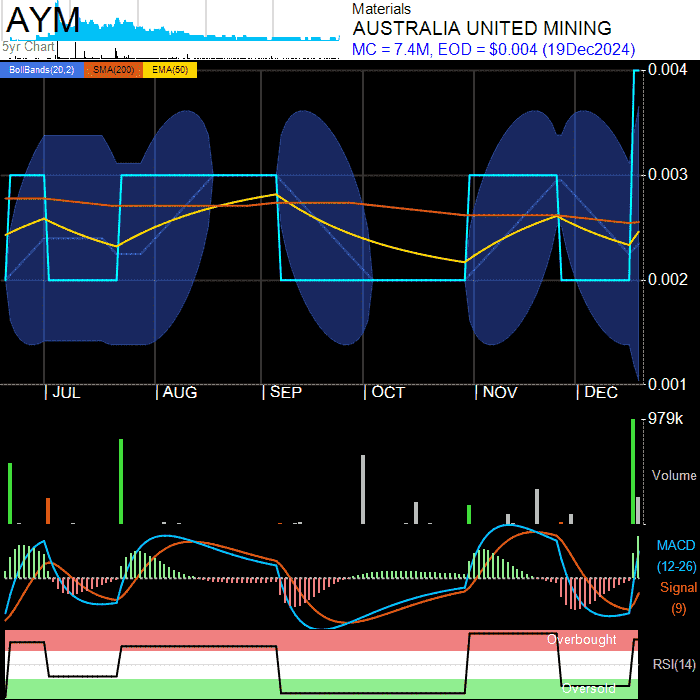 AYM
Materials
AUSTRALIA UNITED MINING
MC = 7.4M, EOD = $0.004 (19Dec2024)
5yr Chart
BollBands(20,2) SMA(200) EMA(50)
0.004
0.003
0.002
0.001
JUL AUG SEP OCT NOV DEC
979k
Volume
MACD
(12-26)
Signal
(9)
Overbought
RSI(14)
Oversold